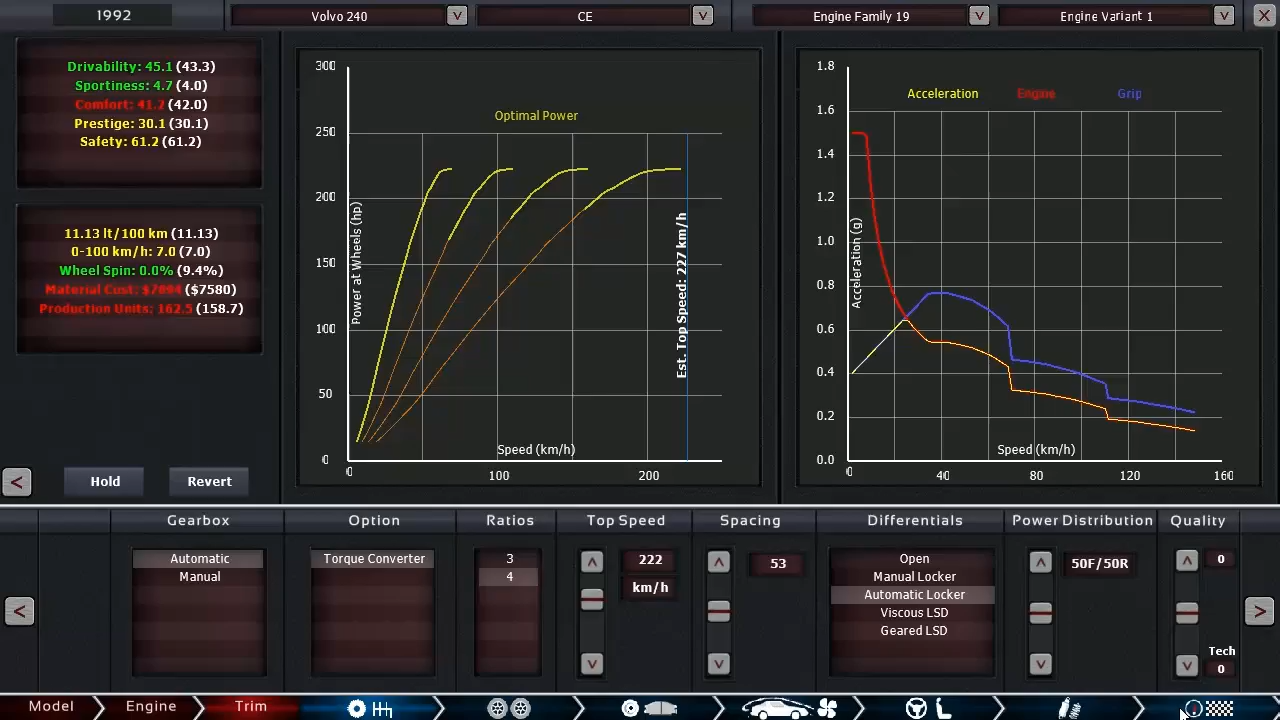 1992
Volvo 240
CE
Engine Family 19
Engine Variant 1
Drivability: 45.1 (43.3)
Sportiness: 4.7 (4.0)
Comfort: 41.2 (42.0)
Prestige: 30.1 (30.1)
Safety: 61.2 (61.2)
11.13 lt/100 km (11.13)
0-100 km/h: 7.0 (7.0)
Wheel Spin: 0.0% (9.4%)
Material Cost: $7894 ($7580)
Production Units: 162.5 (158.7)
Hold
Revert
300
250
200
150
100
50
0
Optimal Power
Power at Wheels (hp)
Est. Top Speed: 227 km/h
Speed (km/h)
0
100
200
1.8
1.6
1.4
1.2
1.0
0.8
0.6
0.4
0.2
0.0
Acceleration
Engine
Grip
Acceleration (g)
Speed (km/h)
0
40
80
120
160
Gearbox
Automatic
Manual
Option
Torque Converter
Ratios
3
4
Top Speed
222
km/h
Spacing
53
Differentials
Open
Manual Locker
Automatic Locker
Viscous LSD
Geared LSD
Power Distribution
50F/50R
Quality
0
Tech
0
Model
Engine
Trim